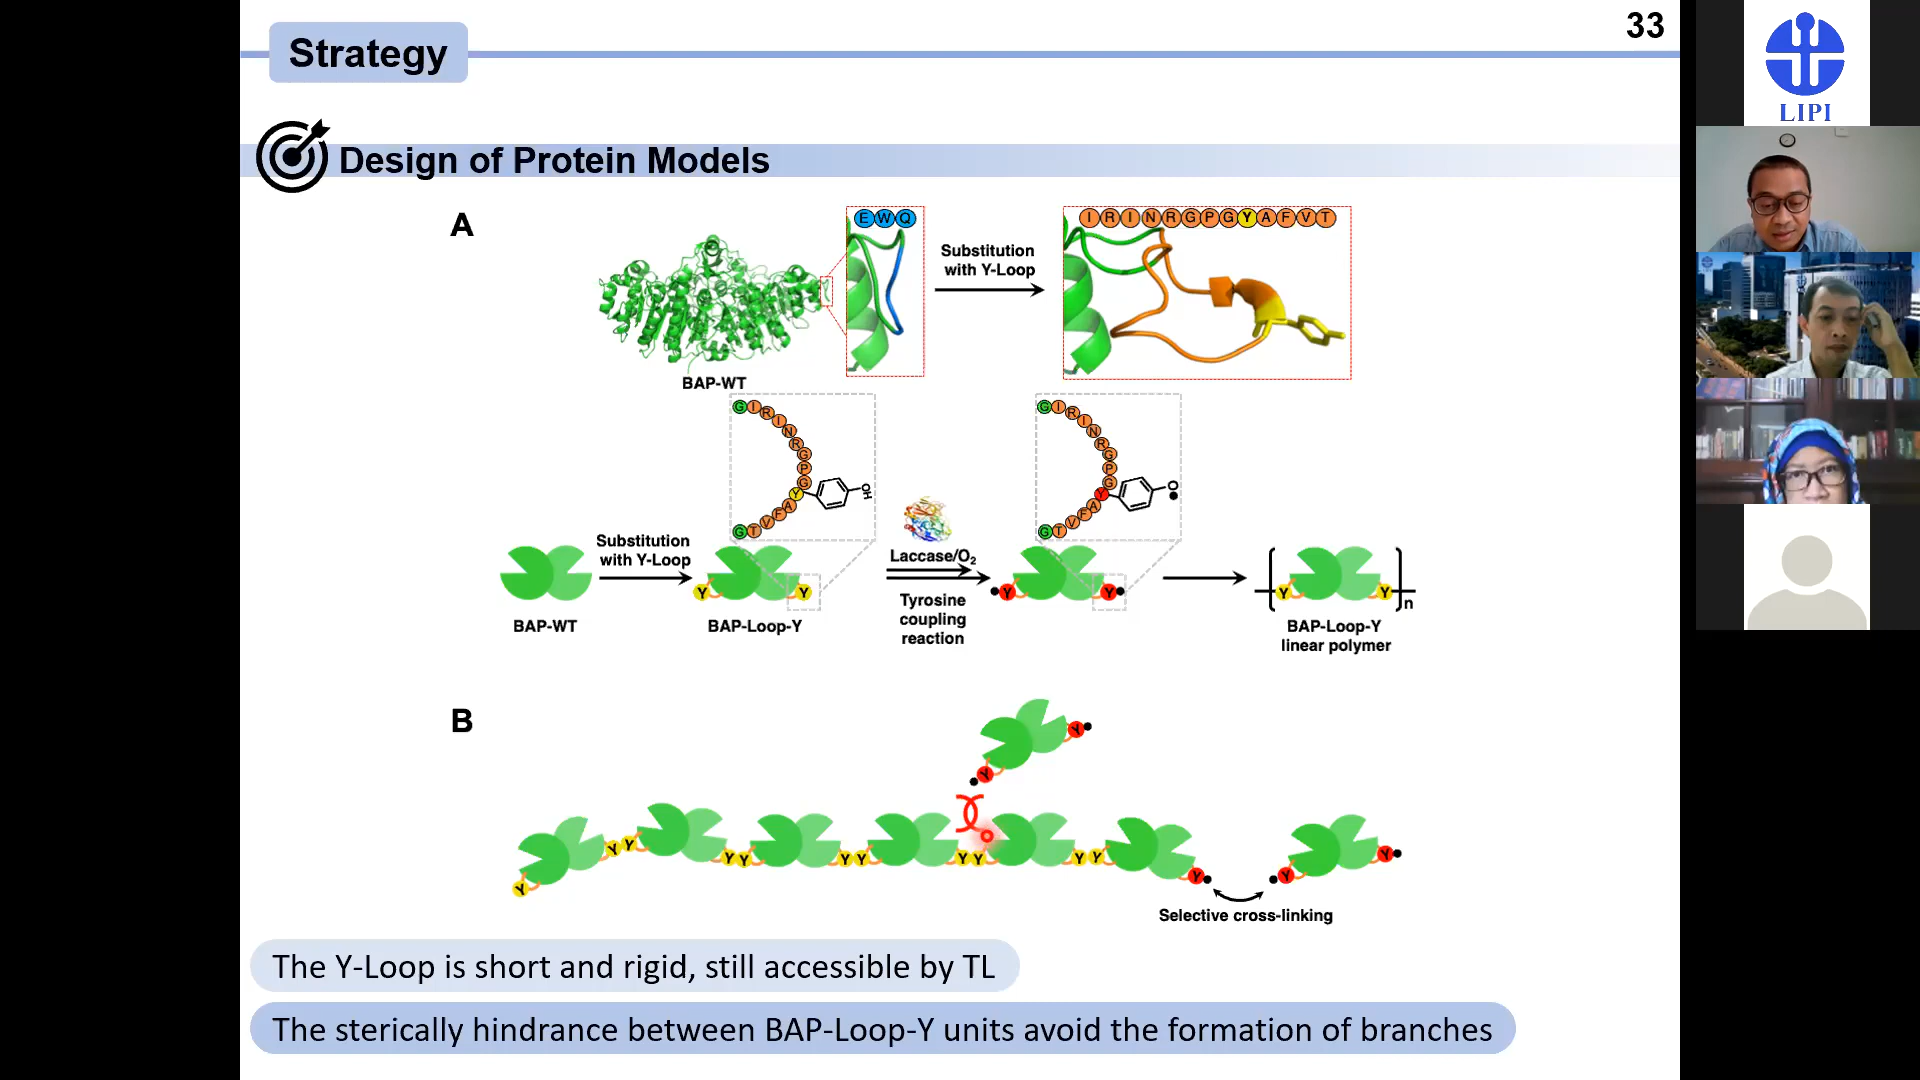 33
Strategy
LIPI
Design of Protein Models
A
E W Q
I R I N R G P G Y A F V T
Substitution
with Y-Loop
BAP-WT
G I R I N R G P G Y A F V T G
OH
G I R I N R G P G Y A F V T G
O
Substitution
with Y-Loop
Laccase/O2
Tyrosine
coupling
reaction
Y Y
Y Y
Y Y
n
BAP-WT
BAP-Loop-Y
BAP-Loop-Y
linear polymer
B
Y Y
Y Y Y Y Y Y Y Y Y Y Y Y Y Y
Selective cross-linking
The Y-Loop is short and rigid, still accessible by TL
The sterically hindrance between BAP-Loop-Y units avoid the formation of branches